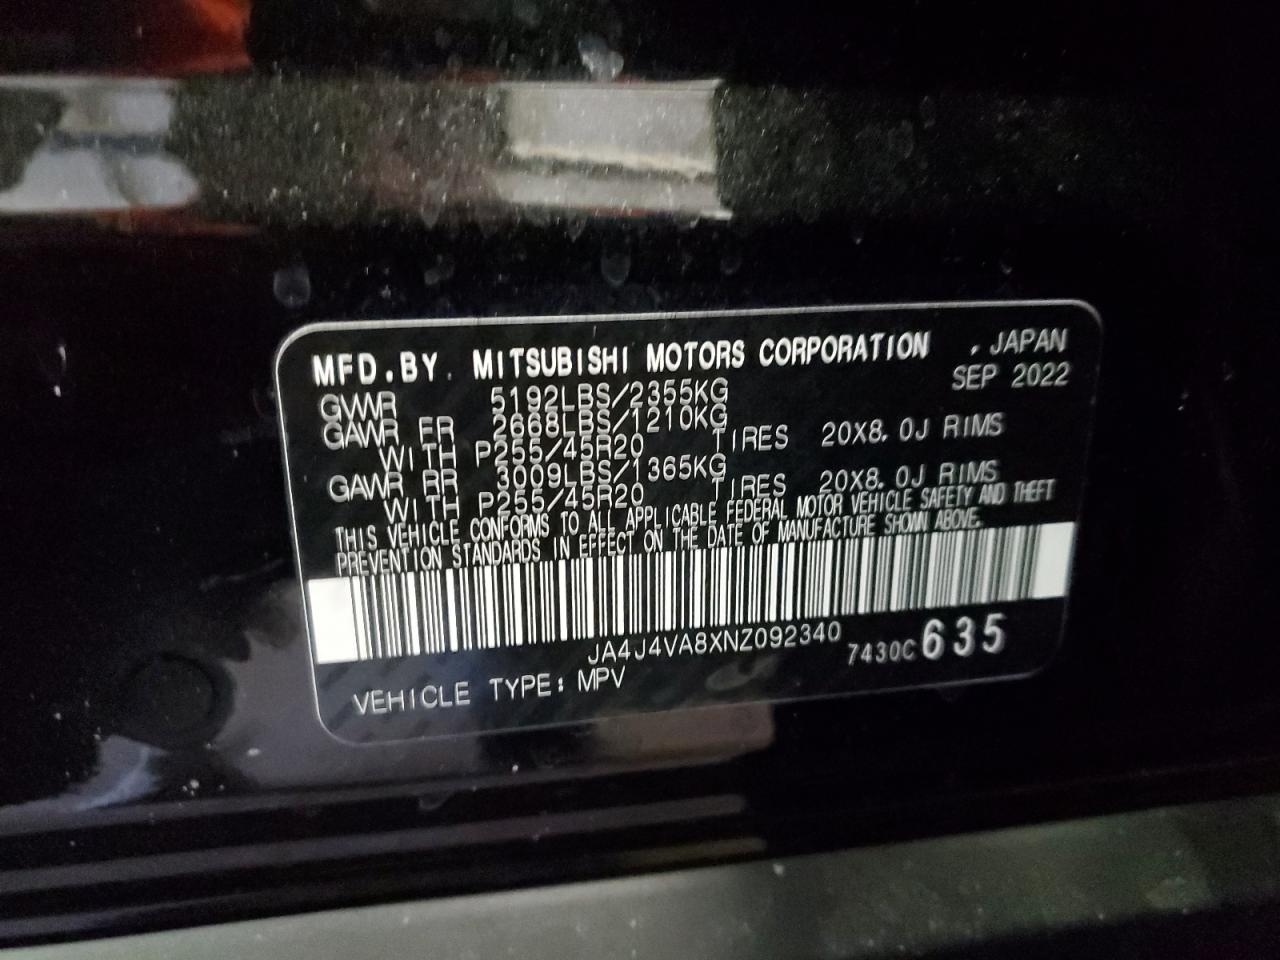 MFD.BY. MITSUBISHI MOTORS CORPORATION , JAPAN
SEP 2022
GVWR 5192LBS/2355KG
GAWR FR 2668LBS/1210KG
WITH P255/45R20 TIRES 20X8.0J RIMS
GAWR RR 3009LBS/1365KG
WITH P255/45R20 TIRES 20X8.0J RIMS
THIS VEHICLE CONFORMS TO ALL APPLICABLE FEDERAL MOTOR VEHICLE SAFETY AND THEFT
PREVENTION STANDARDS IN EFFECT ON THE DATE OF MANUFACTURE SHOWN ABOVE.
JA4J4VA8XNZ092340
7430C 635
VEHICLE TYPE: MPV